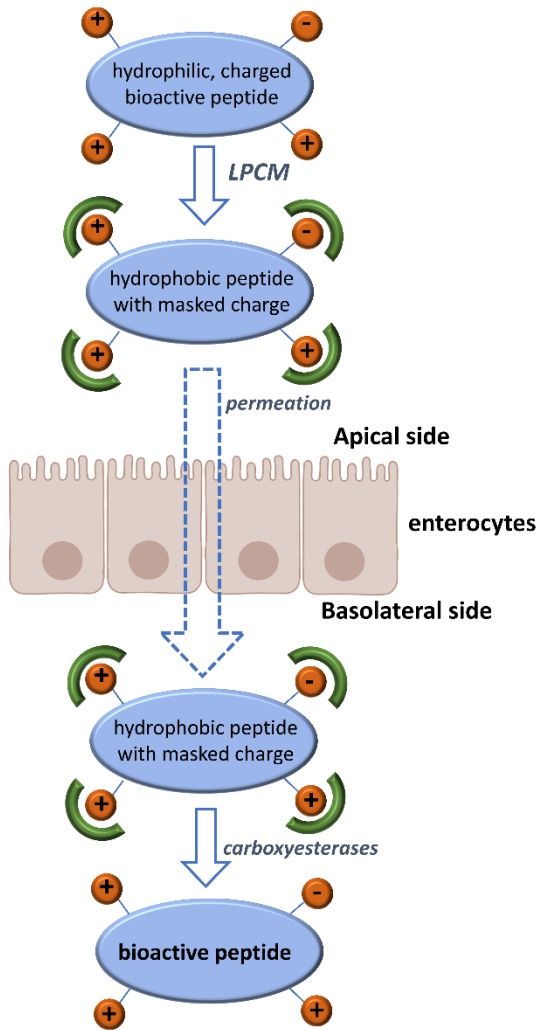 + -
hydrophilic, charged
bioactive peptide
+ +
LPCM
+ -
hydrophobic peptide
with masked charge
+ +
permeation
Apical side
enterocytes
Basolateral side
+ -
hydrophobic peptide
with masked charge
+ +
carboxyesterases
+ -
bioactive peptide
+ +